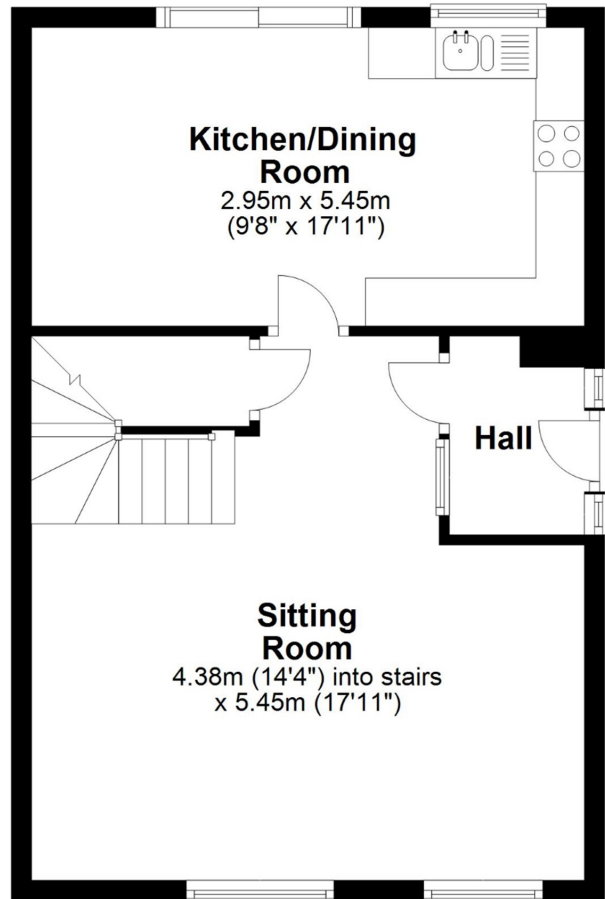 Kitchen/Dining
Room
2.95m x 5.45m
(9'8" x 17'11")
Hall
Sitting
Room
4.38m (14'4") into stairs
x 5.45m (17'11")